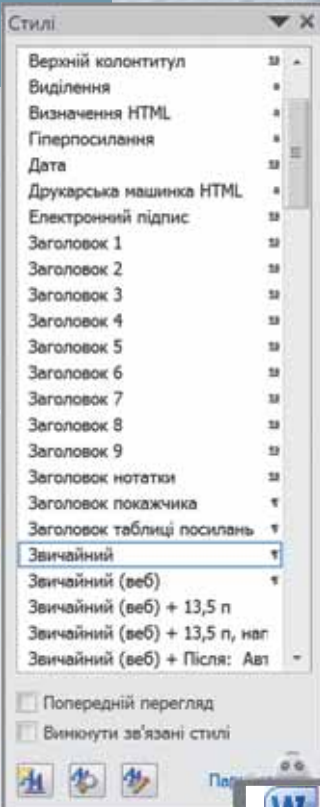 Стилі
Верхній колонтитул
Виділення
Визначення HTML
Гіперпосилання
Дата
Друкарська машинка HTML
Електронний підпис
Заголовок 1
Заголовок 2
Заголовок 3
Заголовок 4
Заголовок 5
Заголовок 6
Заголовок 7
Заголовок 8
Заголовок 9
Заголовок нотатки
Заголовок покажчика
Заголовок таблиці посилань
Звичайний
Звичайний (веб)
Звичайний (веб) + 13,5 п
Звичайний (веб) + 13,5 п, наг
Звичайний (веб) + Після: Авт
Попередній перегляд
Вимкнути зв'язані стилі